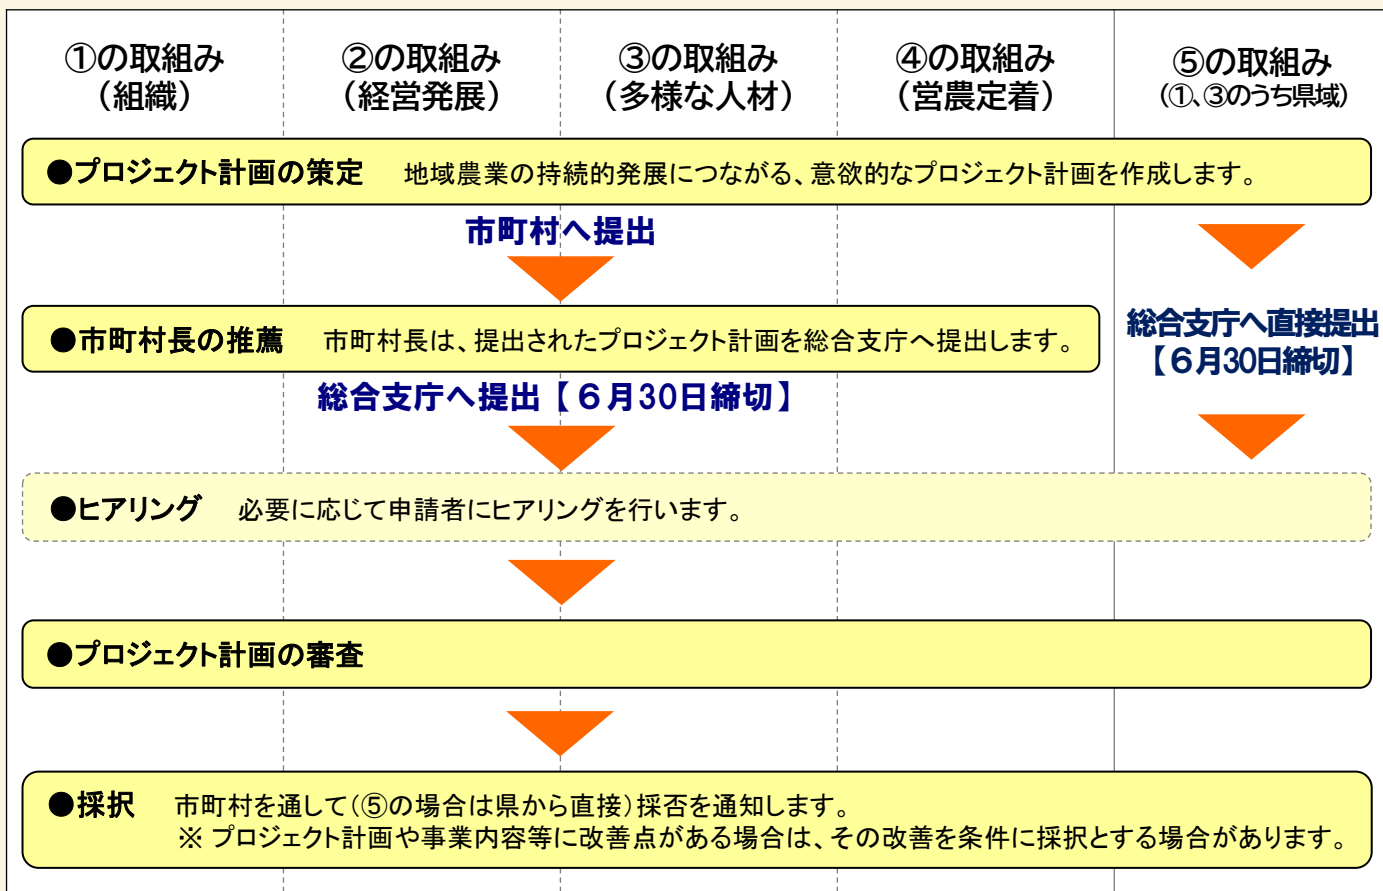 ①の取組み
（組織）
②の取組み
（経営発展）
③の取組み
（多様な人材）
④の取組み
（営農定着）
⑤の取組み
（①、③のうち県域）
●プロジェクト計画の策定　地域農業の持続的発展につながる、意欲的なプロジェクト計画を作成します。
市町村へ提出
●市町村長の推薦　市町村長は、提出されたプロジェクト計画を総合支庁へ提出します。
総合支庁へ提出【６月30日締切】
総合支庁へ直接提出
【６月30日締切】
●ヒアリング　必要に応じて申請者にヒアリングを行います。
●プロジェクト計画の審査
●採択　市町村を通して（⑤の場合は県から直接）採否を通知します。
※ プロジェクト計画や事業内容等に改善点がある場合は、その改善を条件に採択とする場合があります。